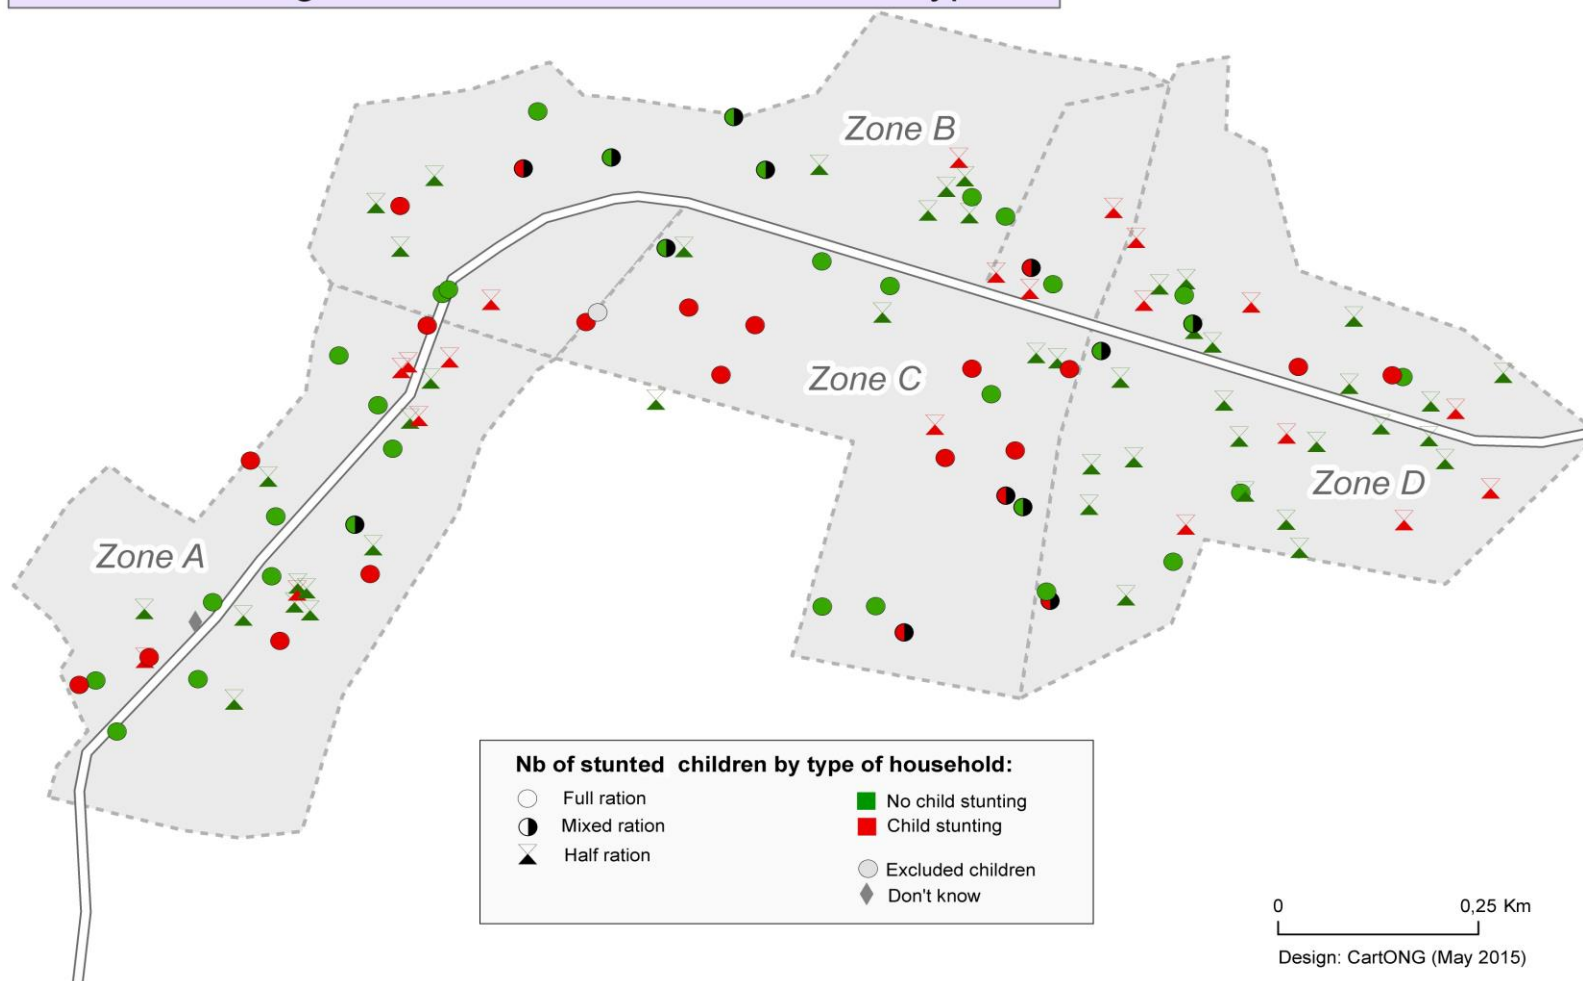 Zone B
Zone C
Zone D
Zone A
Nb of stunted children by type of household:
Full ration
Mixed ration
Half ration
No child stunting
Child stunting
Excluded children
Don't know
0 0,25 Km
Design: CartONG (May 2015)